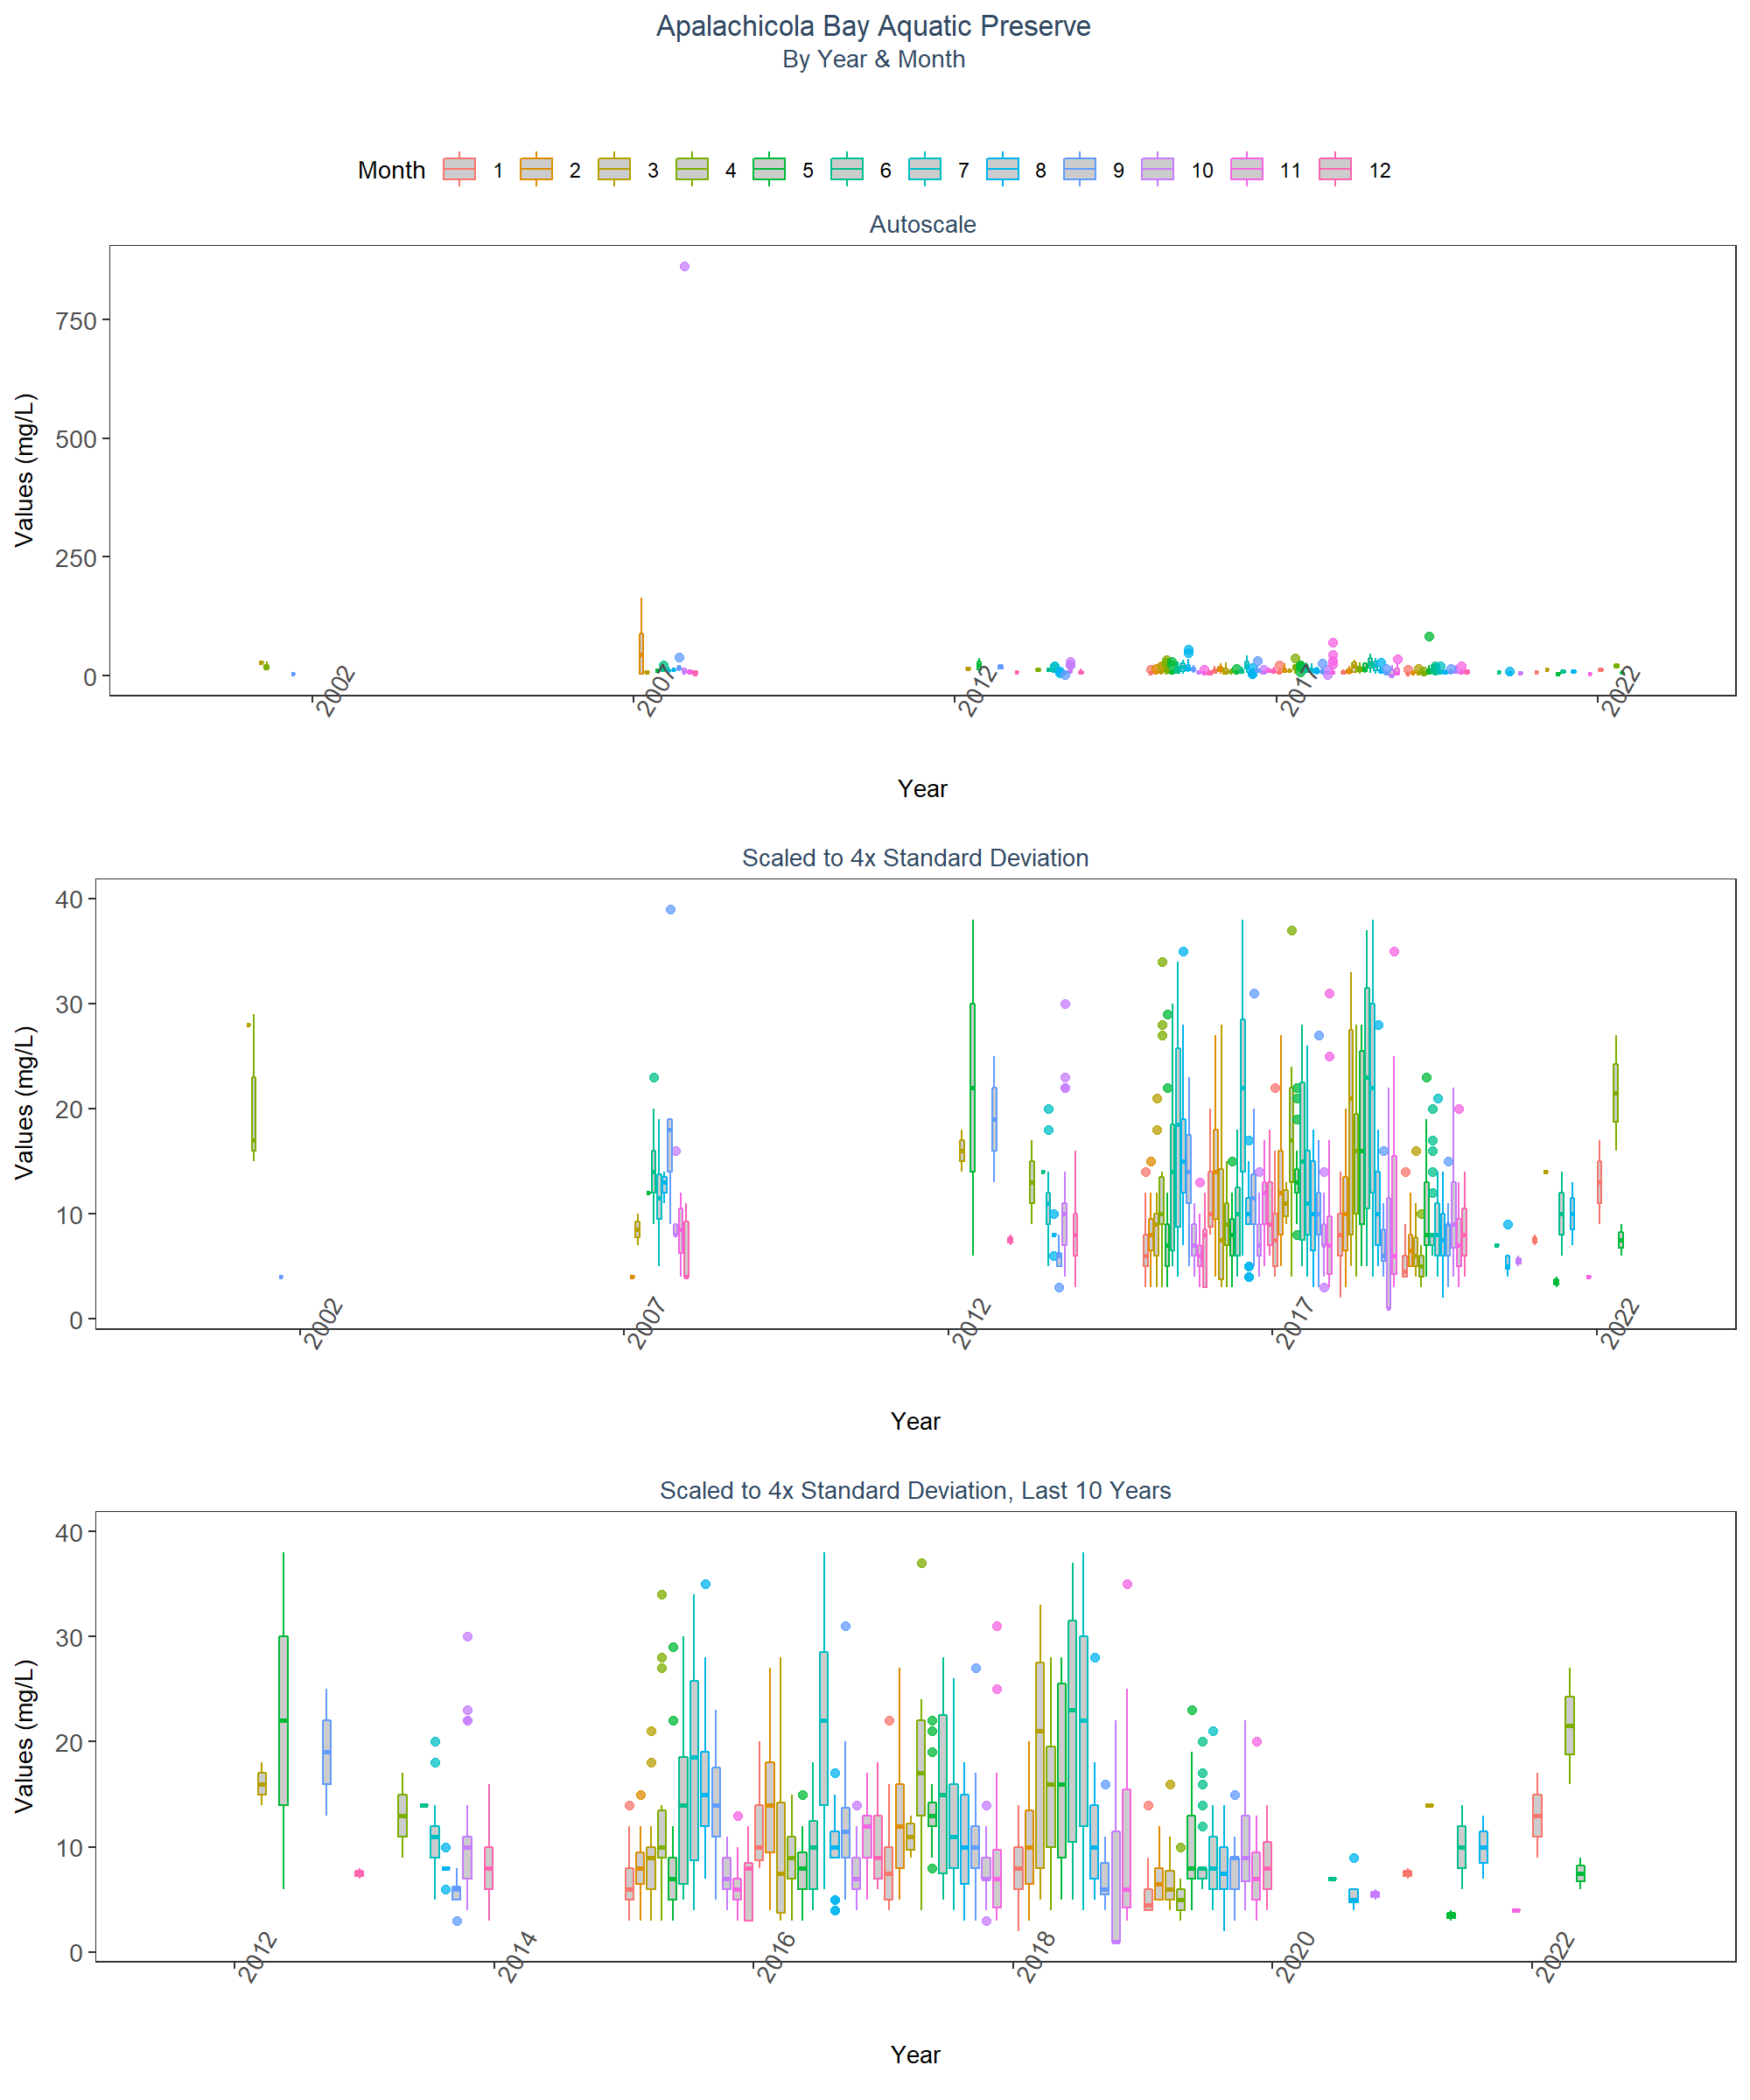 Apalachicola Bay Aquatic Preserve
By Year & Month
Month 1 2 3 4 5 6 7 8 9 10 11 12
Autoscale
750
500
250
0
Values (mg/L)
2002 2007 2012 2017 2022
Year
Scaled to 4x Standard Deviation
40
30
20
10
0
Values (mg/L)
2002 2007 2012 2017 2022
Year
Scaled to 4x Standard Deviation, Last 10 Years
40
30
20
10
0
Values (mg/L)
2012 2014 2016 2018 2020 2022
Year